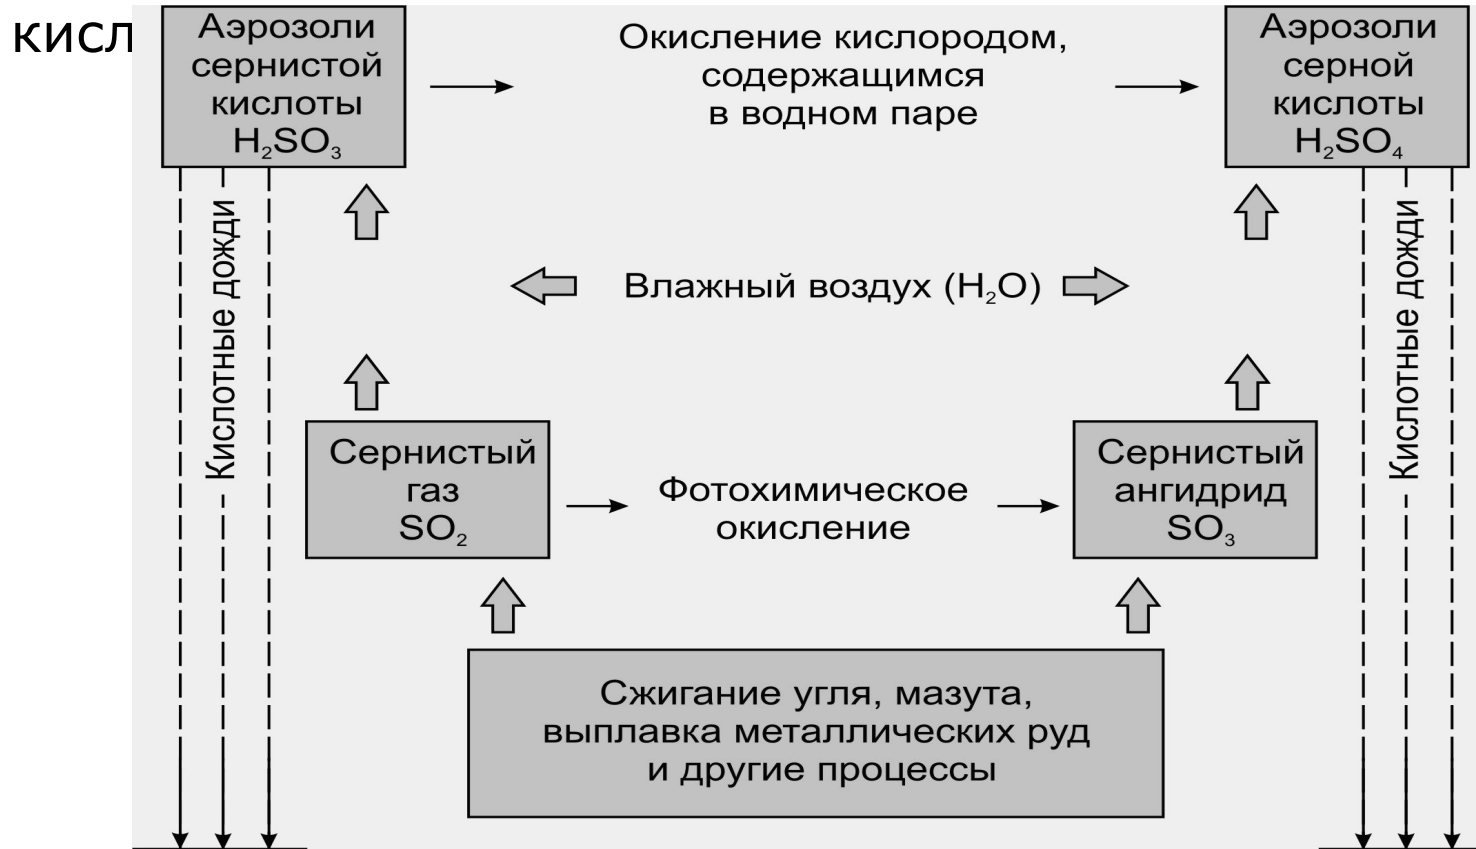 кисл
Аэрозоли
сернистой
кислоты
H₂SO₃
Окисление кислородом,
содержащимся
в водном паре
Аэрозоли
серной
кислоты
H₂SO₄
Кислотные дожди
Влажный воздух (H₂O)
Кислотные дожди
Сернистый
газ
SO₂
Фотохимическое
окисление
Сернистый
ангидрид
SO₃
Сжигание угля, мазута,
выплавка металлических руд
и другие процессы